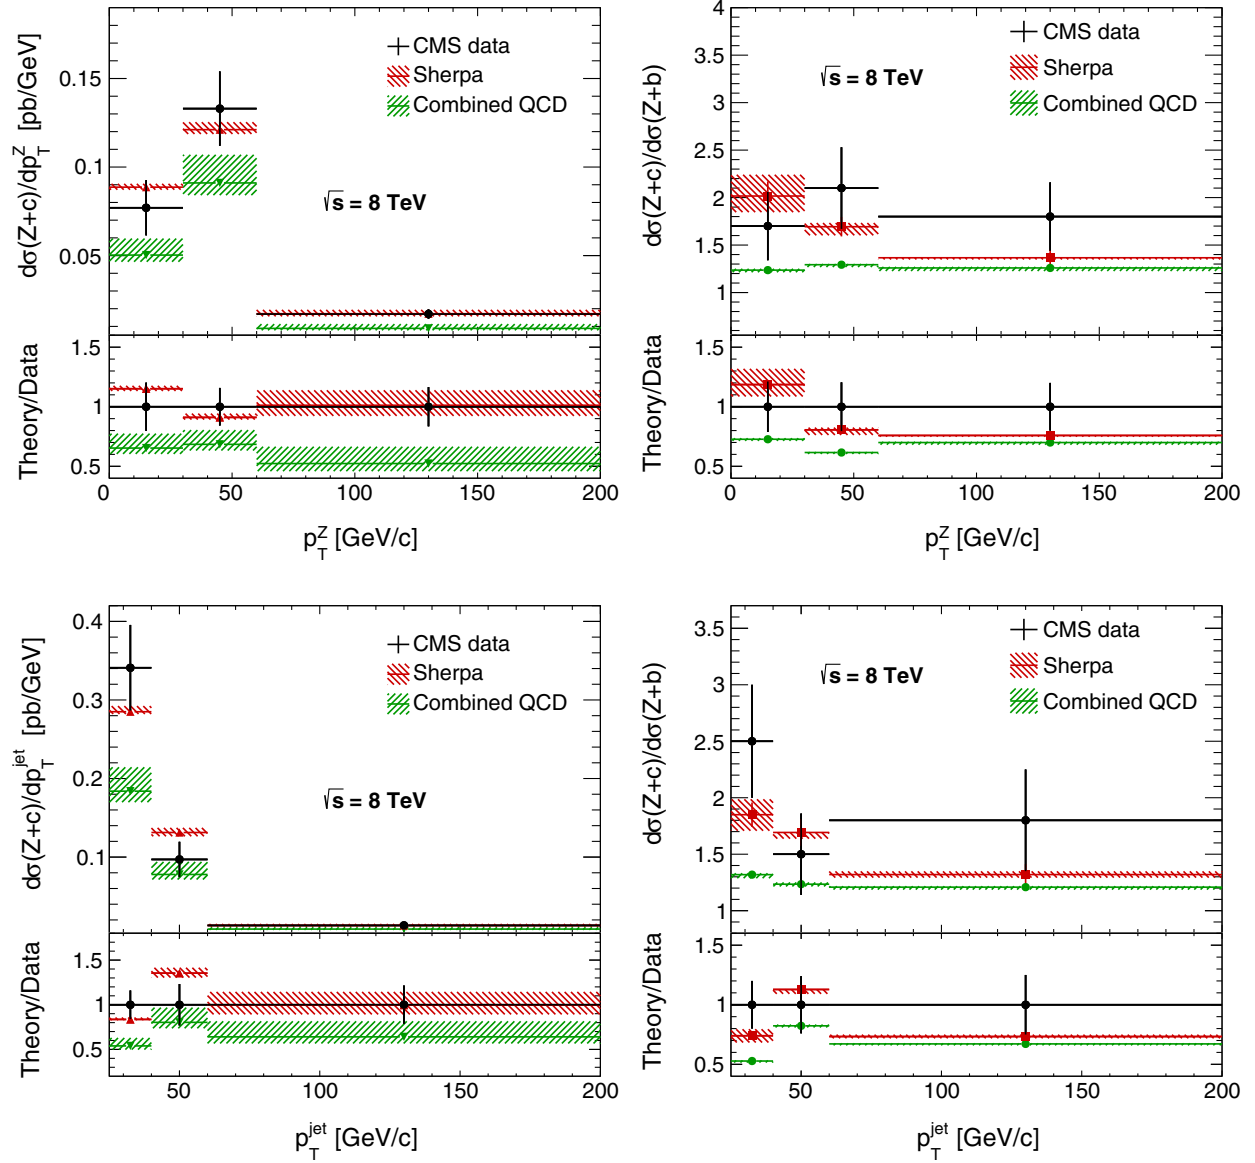 dσ(Z+c)/dp_T^Z [pb/GeV]
0.15
0.1
0.05
CMS data
Sherpa
Combined QCD
√s = 8 TeV
Theory/Data
1.5
1
0.5
0 50 100 150 200
p_T^Z [GeV/c]
dσ(Z+c)/dσ(Z+b)
4
3.5
3
2.5
2
1.5
1
√s = 8 TeV
CMS data
Sherpa
Combined QCD
Theory/Data
1.5
1
0.5
0 50 100 150 200
p_T^Z [GeV/c]
dσ(Z+c)/dp_T^jet [pb/GeV]
0.4
0.3
0.2
0.1
CMS data
Sherpa
Combined QCD
√s = 8 TeV
Theory/Data
1.5
1
0.5
50 100 150 200
p_T^jet [GeV/c]
dσ(Z+c)/dσ(Z+b)
3.5
3
2.5
2
1.5
1
√s = 8 TeV
CMS data
Sherpa
Combined QCD
Theory/Data
1.5
1
0.5
50 100 150 200
p_T^jet [GeV/c]